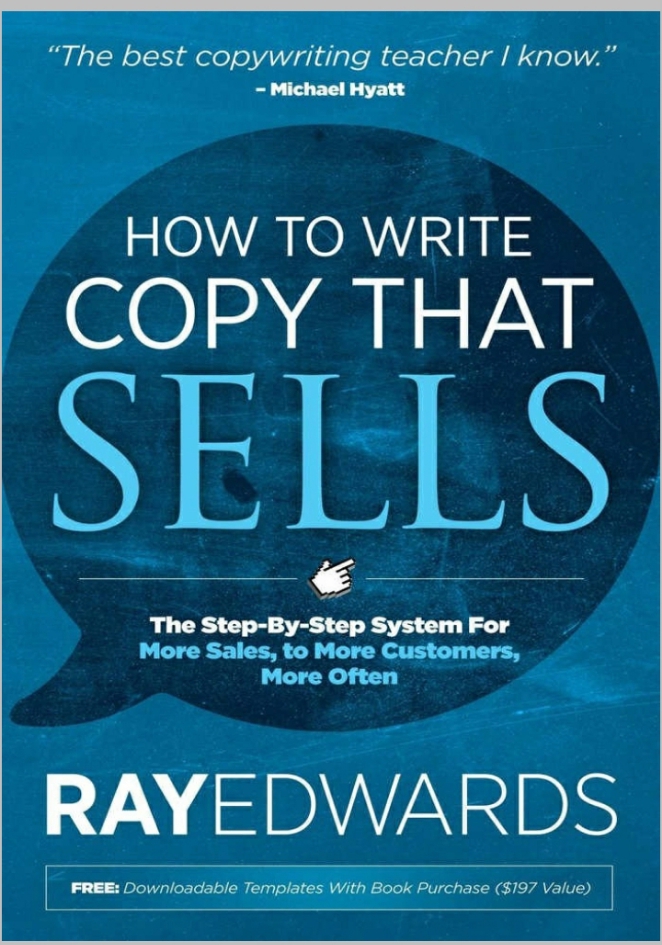 “The best copywriting teacher I know.”
– Michael Hyatt
HOW TO WRITE
COPY THAT
SELLS
The Step-By-Step System For
More Sales, to More Customers,
More Often
RAYEDWARDS
FREE: Downloadable Templates With Book Purchase ($197 Value)